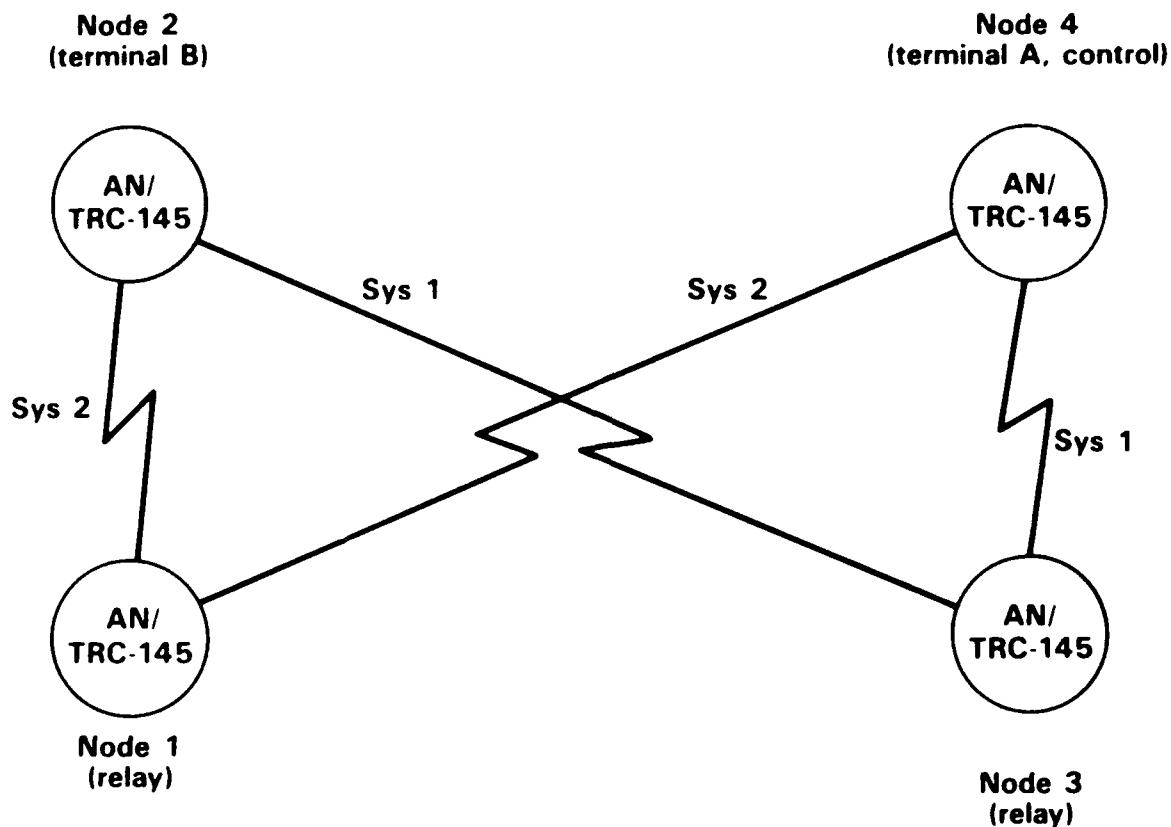 Node 2
(terminal B)
Node 4
(terminal A, control)
AN/
TRC-145
AN/
TRC-145
Sys 1
Sys 2
Sys 2
Sys 1
AN/
TRC-145
AN/
TRC-145
Node 1
(relay)
Node 3
(relay)